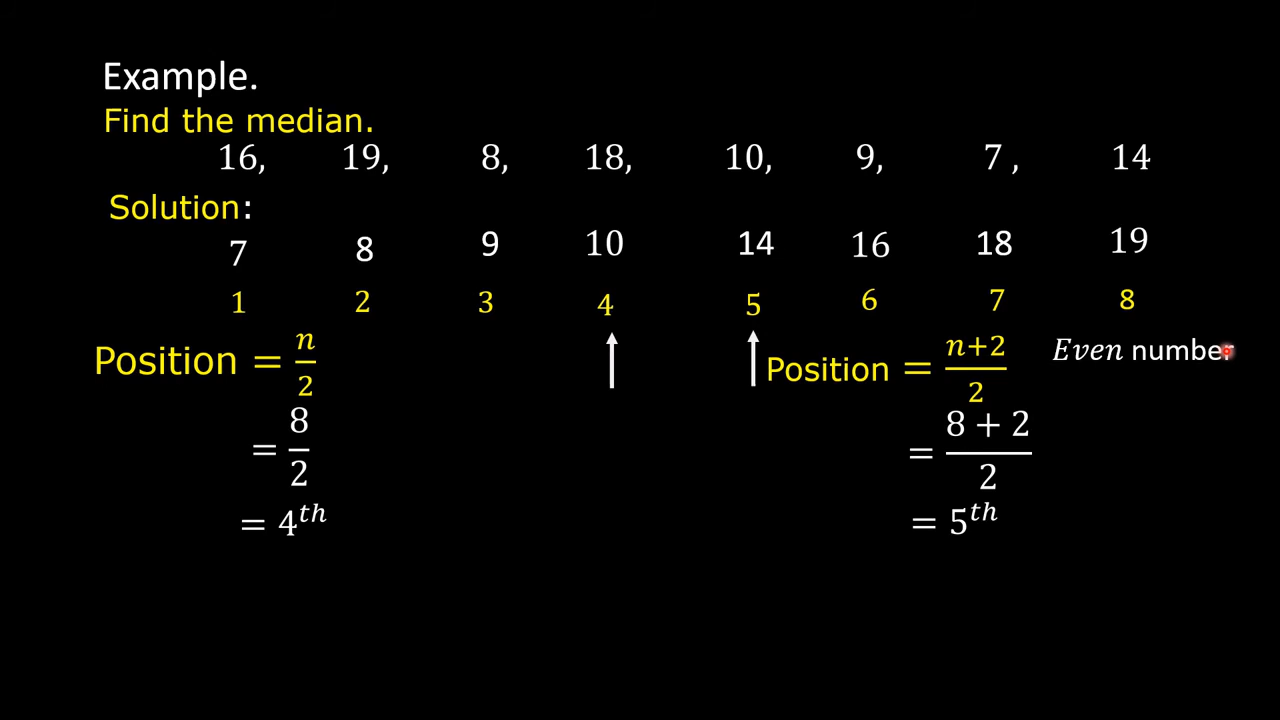 Example.
Find the median.
16, 19, 8, 18, 10, 9, 7 , 14
Solution:
7 8 9 10 14 16 18 19
1 2 3 4 5 6 7 8
Position = n/2
Position = n+2/2
Even number
= 8/2
= 8 + 2/2
= 4th
= 5th